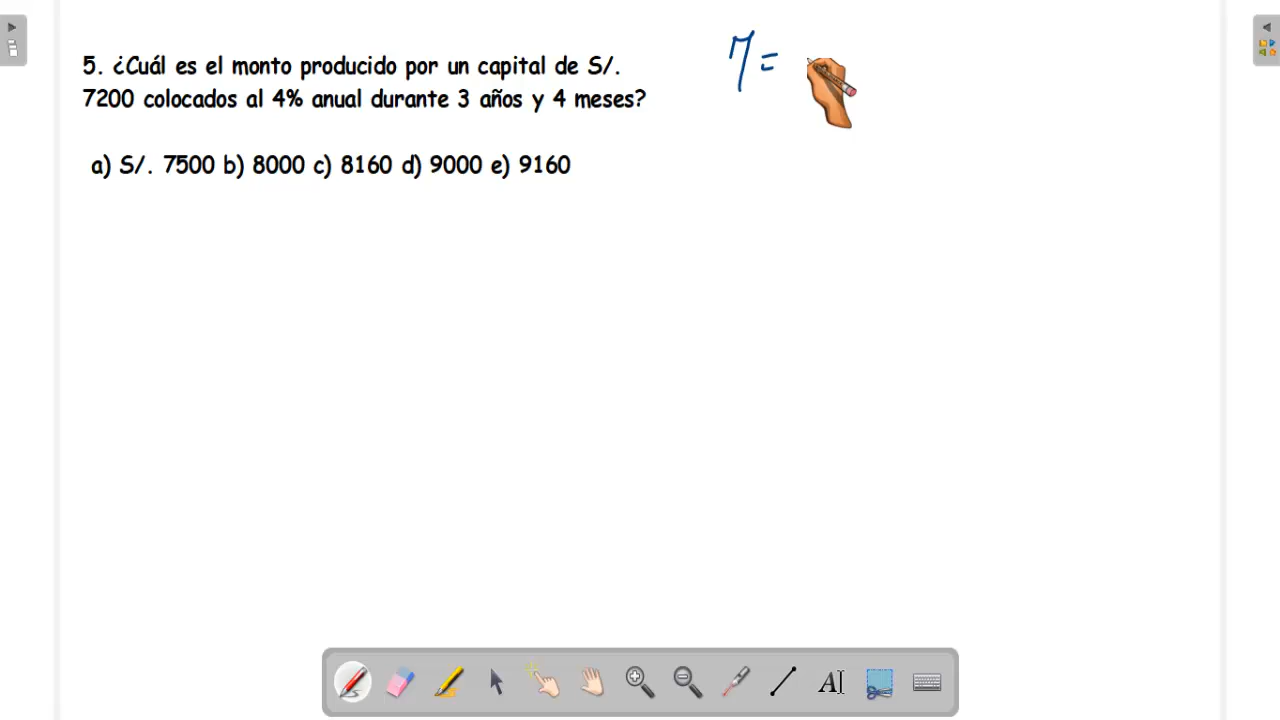 5. ¿Cuál es el monto producido por un capital de S/.
7200 colocados al 4% anual durante 3 años y 4 meses?
a) S/. 7500 b) 8000 c) 8160 d) 9000 e) 9160
=